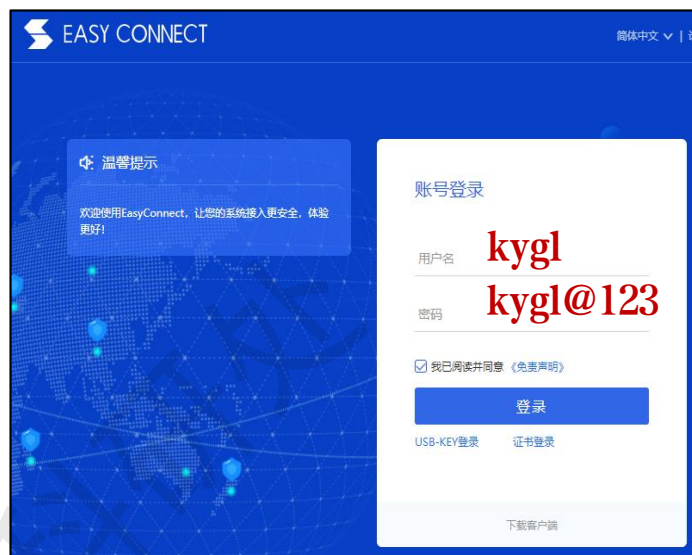 EASY CONNECT
简体中文
温馨提示
欢迎使用EasyConnect，让您的系统接入更安全，体验
更好！
账号登录
用户名 kygl
密码 kygl@123
我已阅读并同意 《免责声明》
登录
USB-KEY登录 证书登录
下载客户端